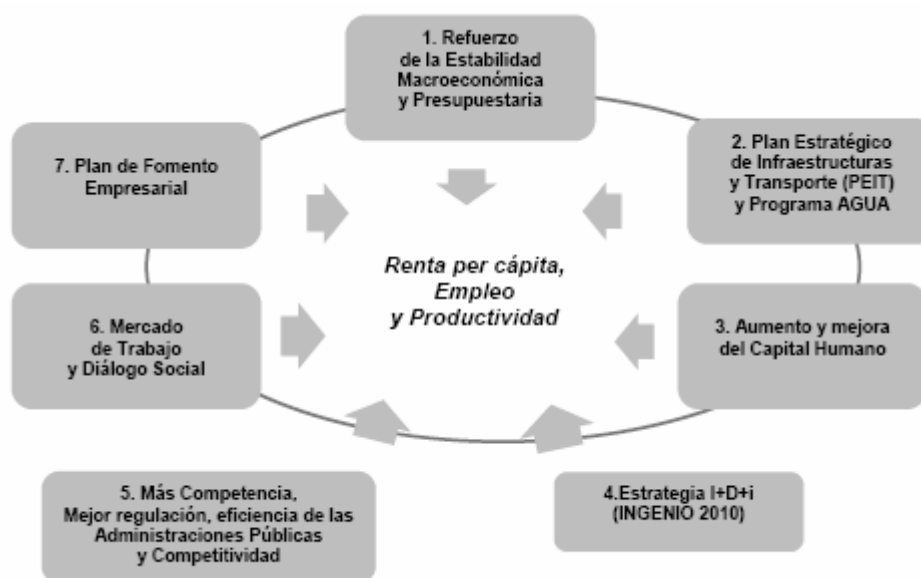 1. Refuerzo
de la Estabilidad
Macroeconómica
y Presupuestaria
2. Plan Estratégico
de Infraestructuras
y Transporte (PEIT)
y Programa AGUA
3. Aumento y mejora
del Capital Humano
4.Estrategia I+D+i
(INGENIO 2010)
5. Más Competencia,
Mejor regulación, eficiencia de las
Administraciones Públicas
y Competitividad
6. Mercado
de Trabajo
y Diálogo Social
7. Plan de Fomento
Empresarial
Renta per cápita,
Empleo
y Productividad